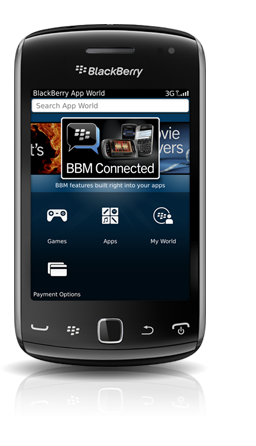 BlackBerry
BlackBerry App World 3G
Search App World
t's
ovie
vers
BBM Connected
BBM features built right into your apps
Games Apps My World
Payment Options